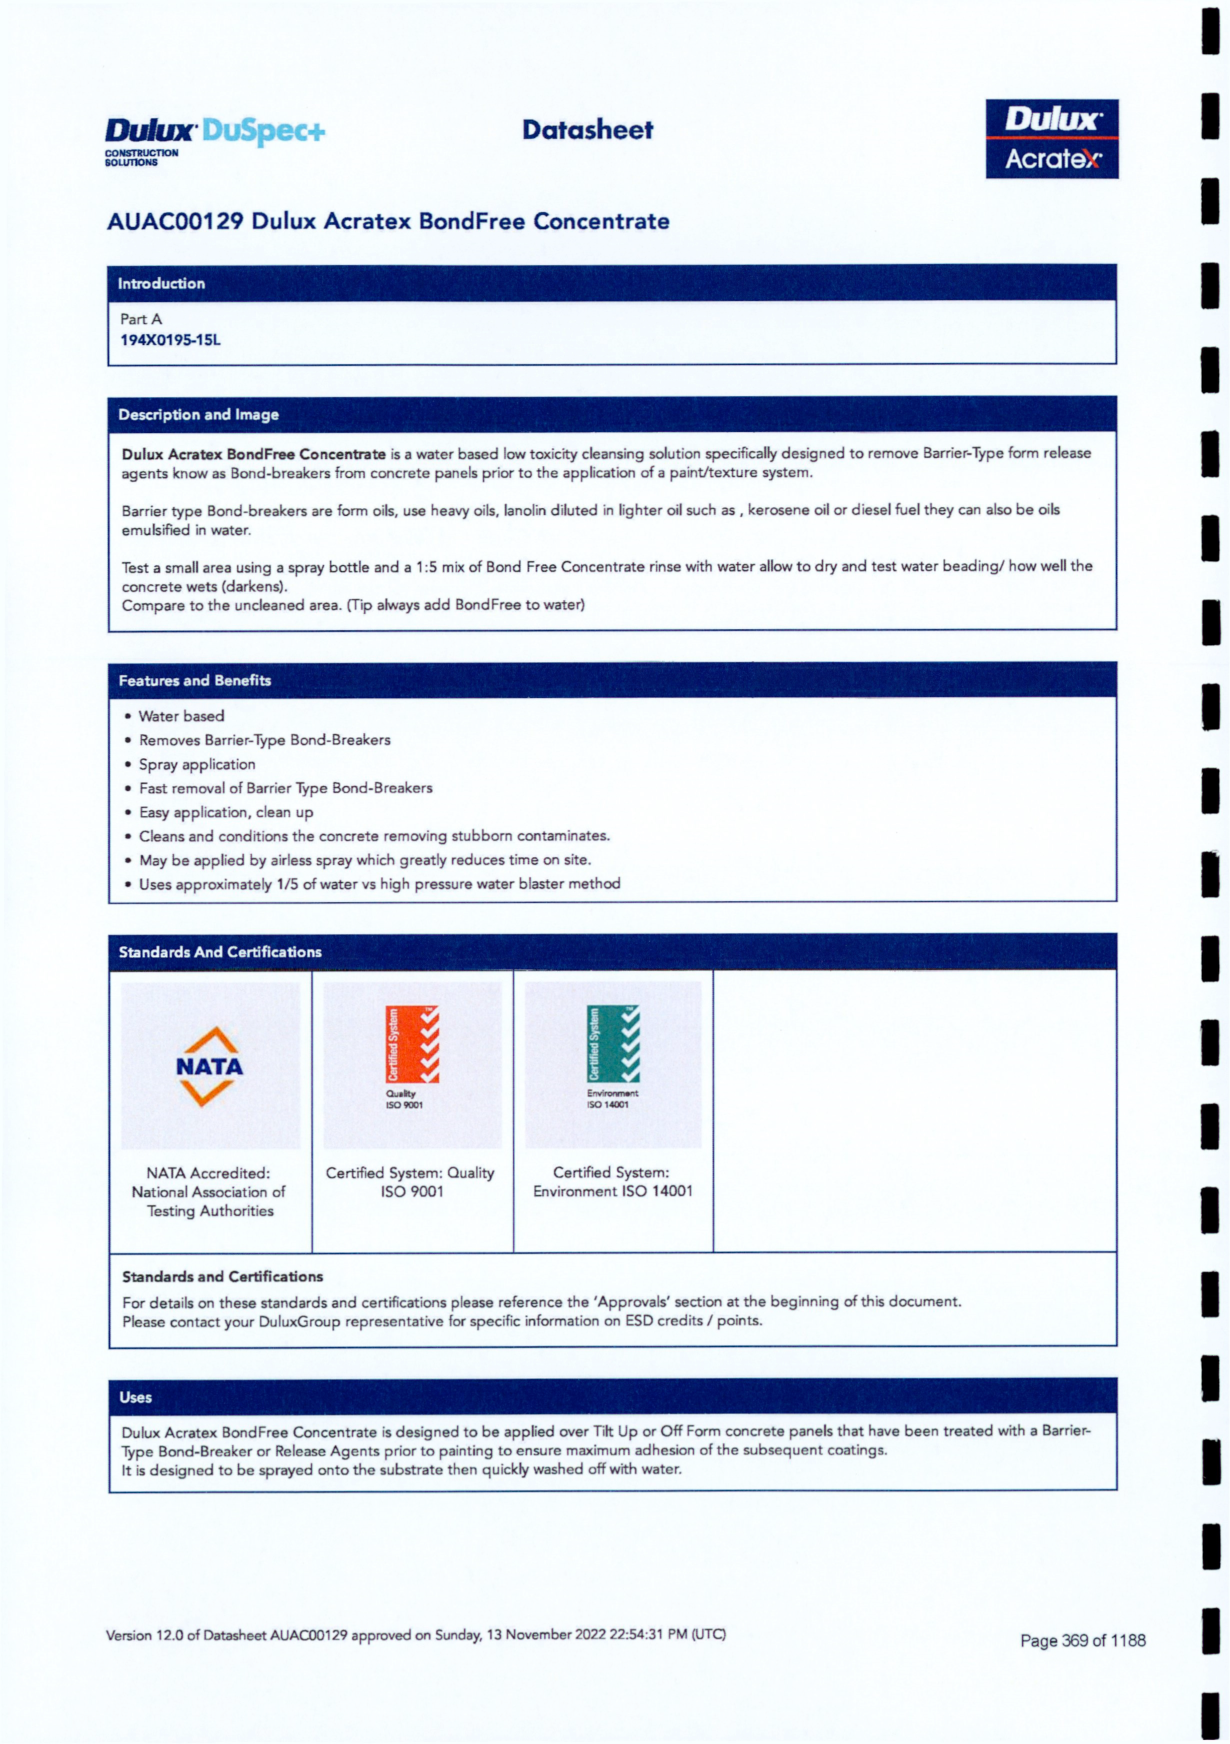 Dulux DuSpec+
CONSTRUCTION
SOLUTIONS
Datasheet
Dulux
Acratex
AUAC00129 Dulux Acratex BondFree Concentrate
Introduction
Part A
194X0195-15L
Description and Image
Dulux Acratex BondFree Concentrate is a water based low toxicity cleansing solution specifically designed to remove Barrier-Type form release
agents know as Bond-breakers from concrete panels prior to the application of a paint/texture system.
Barrier type Bond-breakers are form oils, use heavy oils, lanolin diluted in lighter oil such as , kerosene oil or diesel fuel they can also be oils
emulsified in water.
Test a small area using a spray bottle and a 1:5 mix of Bond Free Concentrate rinse with water allow to dry and test water beading/ how well the
concrete wets (darkens).
Compare to the uncleaned area. (Tip always add BondFree to water)
Features and Benefits
• Water based
• Removes Barrier-Type Bond-Breakers
• Spray application
• Fast removal of Barrier Type Bond-Breakers
• Easy application, clean up
• Cleans and conditions the concrete removing stubborn contaminates.
• May be applied by airless spray which greatly reduces time on site.
• Uses approximately 1/5 of water vs high pressure water blaster method
Standards And Certifications
NATA
Certified System
Quality
ISO 9001
Certified System
Environment
ISO 14001
NATA Accredited:
National Association of
Testing Authorities
Certified System: Quality
ISO 9001
Certified System:
Environment ISO 14001
Standards and Certifications
For details on these standards and certifications please reference the 'Approvals' section at the beginning of this document.
Please contact your DuluxGroup representative for specific information on ESD credits / points.
Uses
Dulux Acratex BondFree Concentrate is designed to be applied over Tilt Up or Off Form concrete panels that have been treated with a Barrier-
Type Bond-Breaker or Release Agents prior to painting to ensure maximum adhesion of the subsequent coatings.
It is designed to be sprayed onto the substrate then quickly washed off with water.
Version 12.0 of Datasheet AUAC00129 approved on Sunday, 13 November 2022 22:54:31 PM (UTC)
Page 369 of 1188